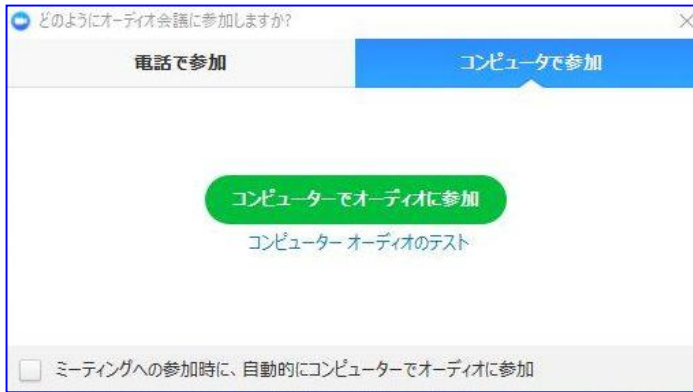 どのようにオーディオ会議に参加しますか?
電話で参加
コンピュータで参加
コンピューターでオーディオに参加
コンピューター オーディオのテスト
ミーティングへの参加時に、自動的にコンピューターでオーディオに参加